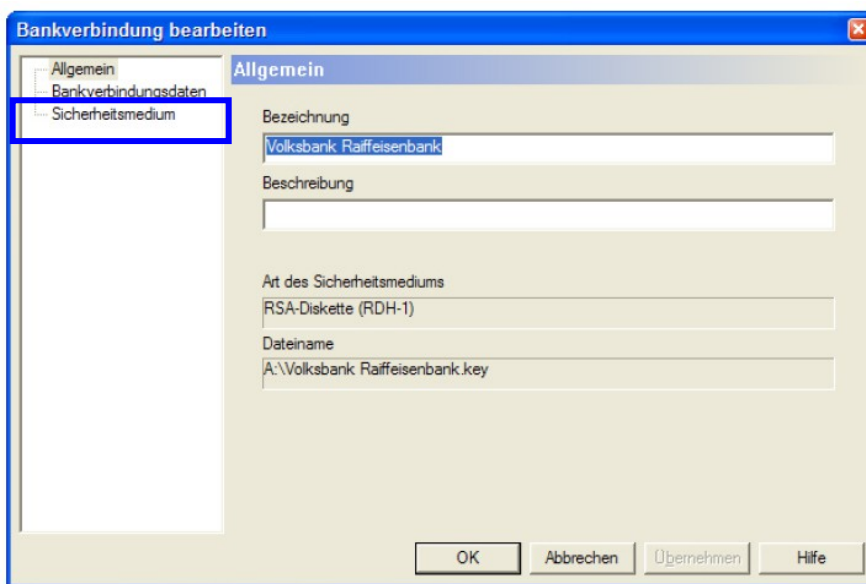 Bankverbindung bearbeiten
Allgemein
Bankverbindungsdaten
Sicherheitsmedium
Allgemein
Bezeichnung
Volksbank Raiffeisenbank
Beschreibung
Art des Sicherheitsmediums
RSA-Diskette (RDH-1)
Dateiname
A:\Volksbank Raiffeisenbank.key
OK Abbrechen Übernehmen Hilfe